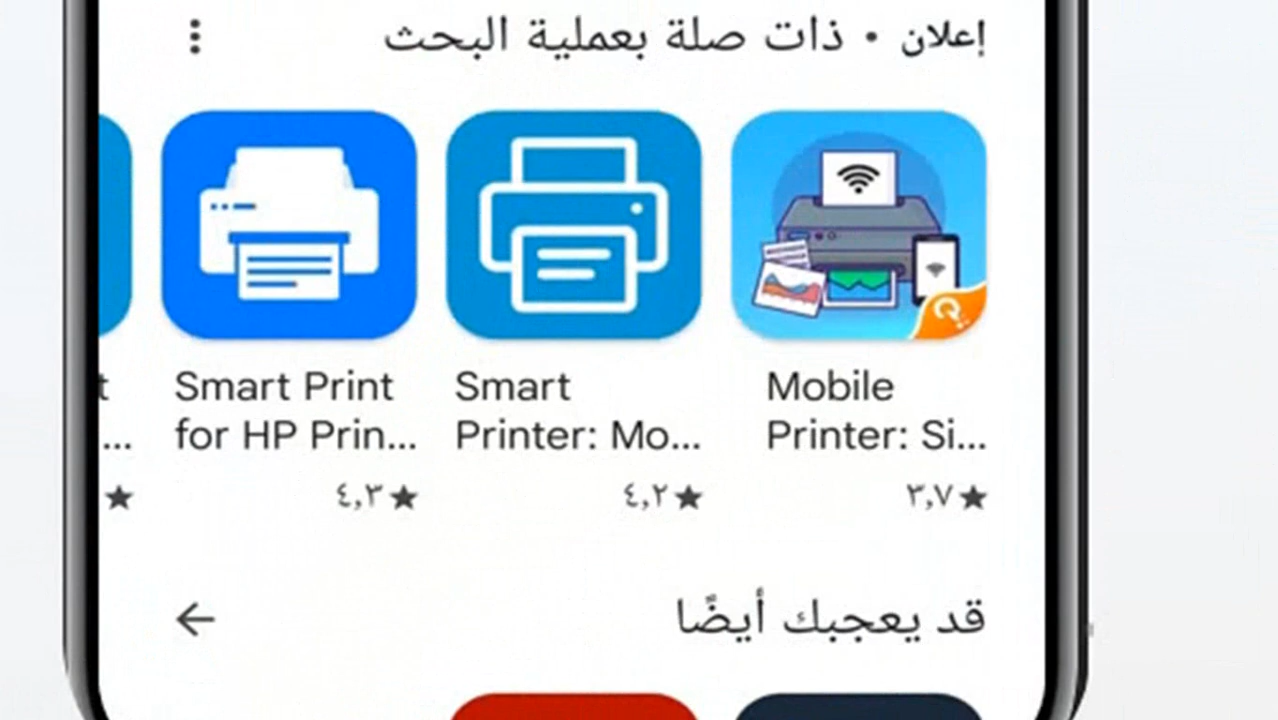 إعلان • ذات صلة بعملية البحث
Mobile
Printer: Si...
٣,٧★
Smart
Printer: Mo...
٤,٢★
Smart Print
for HP Prin...
٤,٣★
t
...
★
قد يعجبك أيضًا